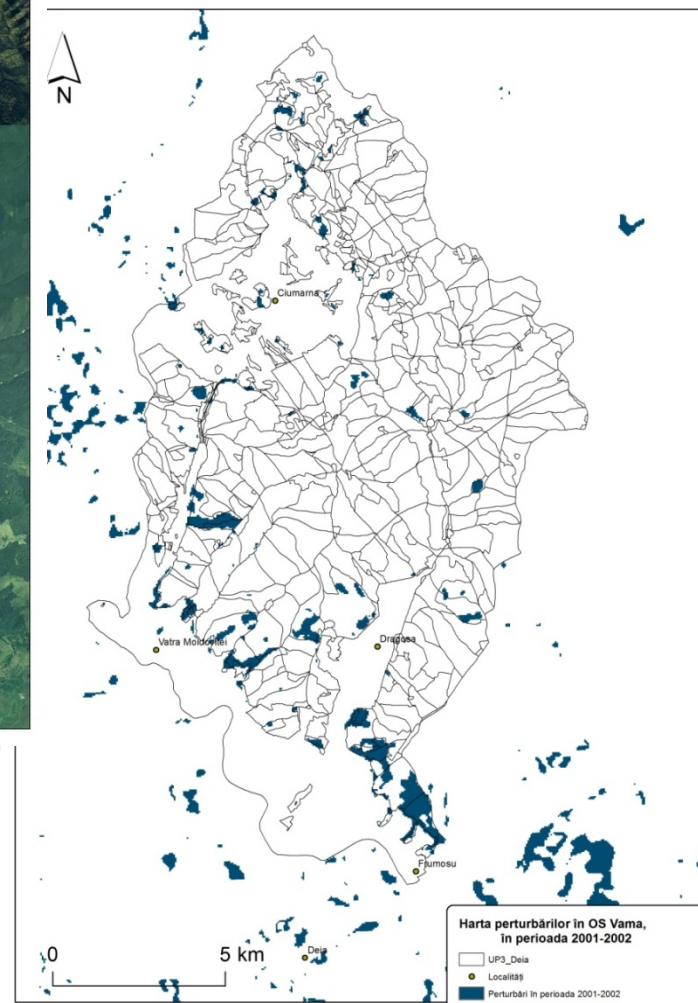 N
Ciumarna
Vatra Moldoviței
Dragosa
Frumosu
Deia
0 5 km
Harta perturbărilor în OS Vama,
în perioada 2001-2002
UP3_Deia
Localități
Perturbări în perioada 2001-2002